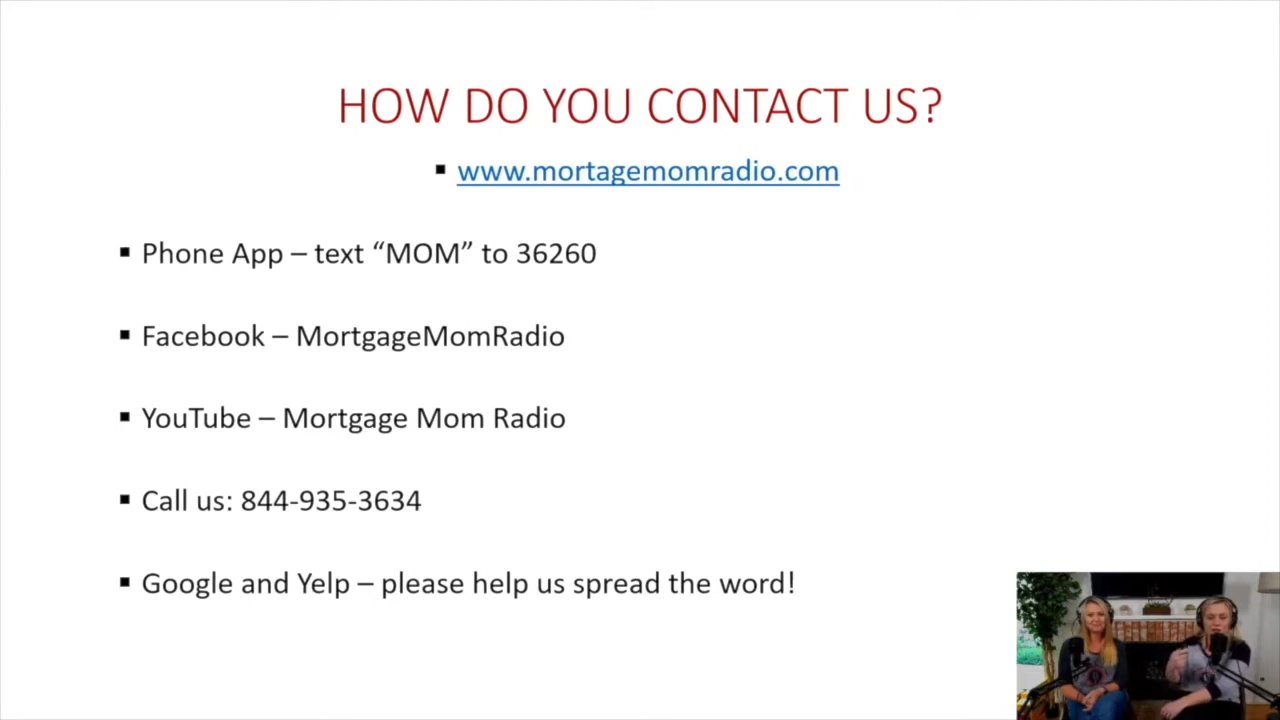 HOW DO YOU CONTACT US?
▪ www.mortagemomradio.com
▪ Phone App – text “MOM” to 36260
▪ Facebook – MortgageMomRadio
▪ YouTube – Mortgage Mom Radio
▪ Call us: 844-935-3634
▪ Google and Yelp – please help us spread the word!